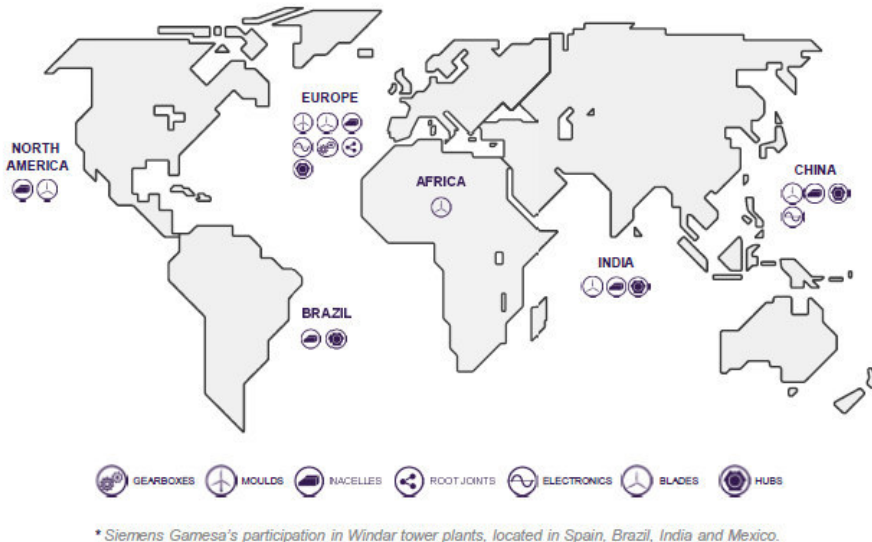 EUROPE
NORTH
AMERICA
AFRICA
CHINA
INDIA
BRAZIL
GEARBOXES MOULDS NACELLES ROOT JOINTS ELECTRONICS BLADES HUBS
* Siemens Gamesa's participation in Windar tower plants, located in Spain, Brazil, India and Mexico.